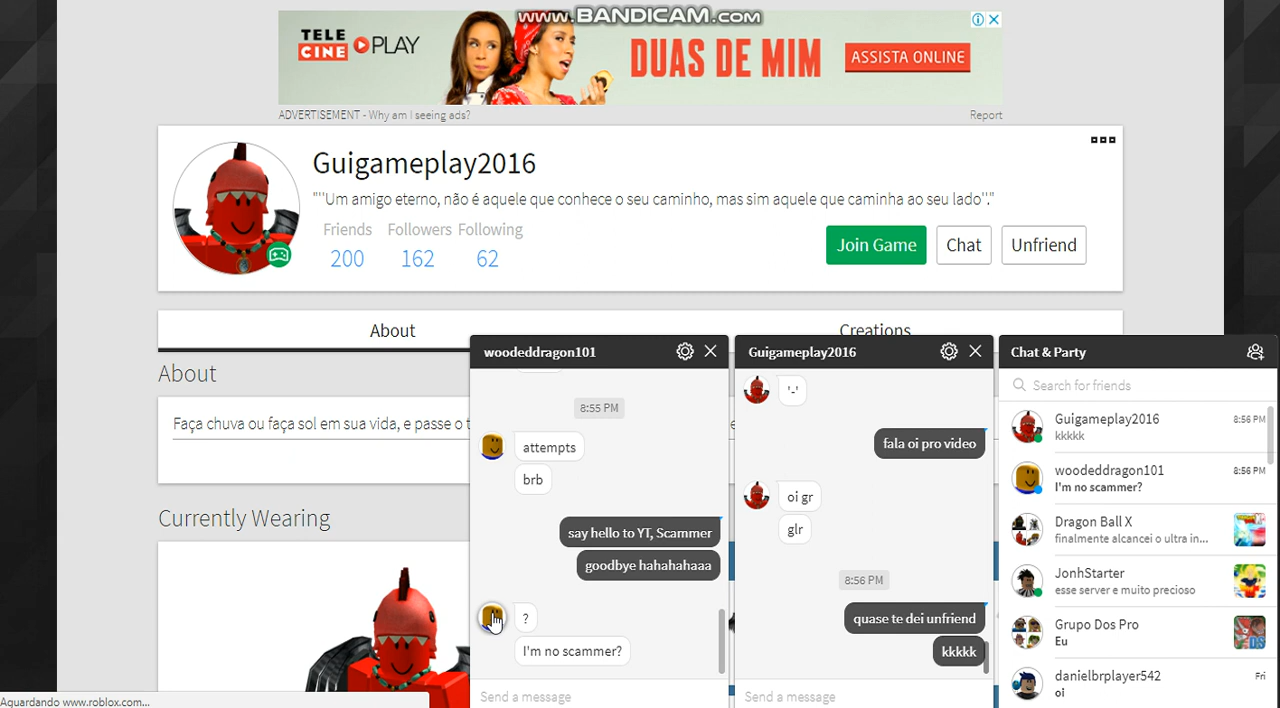 www.BANDICAM.com
TELE
CINE PLAY
DUAS DE MIM
ASSISTA ONLINE
ADVERTISEMENT - Why am I seeing ads?
Report
Guigameplay2016
"''Um amigo eterno, não é aquele que conhece o seu caminho, mas sim aquele que caminha ao seu lado''."
Friends Followers Following
200 162 62
Join Game
Chat
Unfriend
About
Creations
About
Faça chuva ou faça sol em sua vida, e passe o t
Currently Wearing
woodeddragon101
8:55 PM
attempts
brb
say hello to YT, Scammer
goodbye hahahahaaa
?
I'm no scammer?
Send a message
Guigameplay2016
'-'
fala oi pro video
oi gr
glr
8:56 PM
quase te dei unfriend
kkkkk
Send a message
Chat & Party
Search for friends
Guigameplay2016 8:56 PM
kkkkk
woodeddragon101 8:56 PM
I'm no scammer?
Dragon Ball X
finalmente alcancei o ultra in...
JonhStarter
esse server e muito precioso
Grupo Dos Pro
Eu
danielbrplayer542 Fri
oi
Aguardando www.roblox.com...